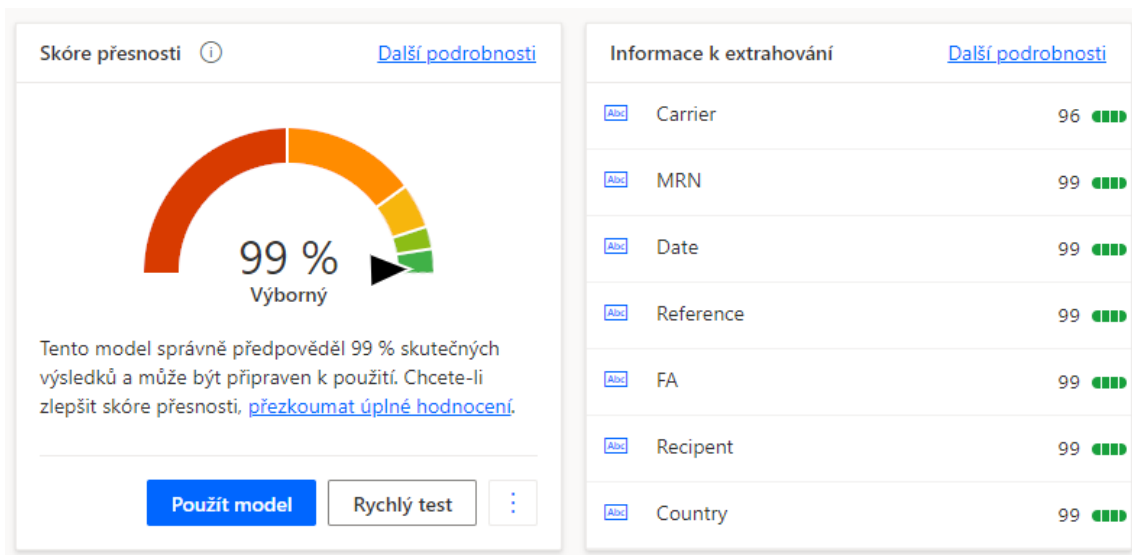 Skóre přesnosti
Další podrobnosti
99 %
Výborný
Tento model správně předpověděl 99 % skutečných
výsledků a může být připraven k použití. Chcete-li
zlepšit skóre přesnosti, přezkoumat úplné hodnocení.
Použít model
Rychlý test
Informace k extrahování
Další podrobnosti
Abc Carrier 96
Abc MRN 99
Abc Date 99
Abc Reference 99
Abc FA 99
Abc Recipent 99
Abc Country 99